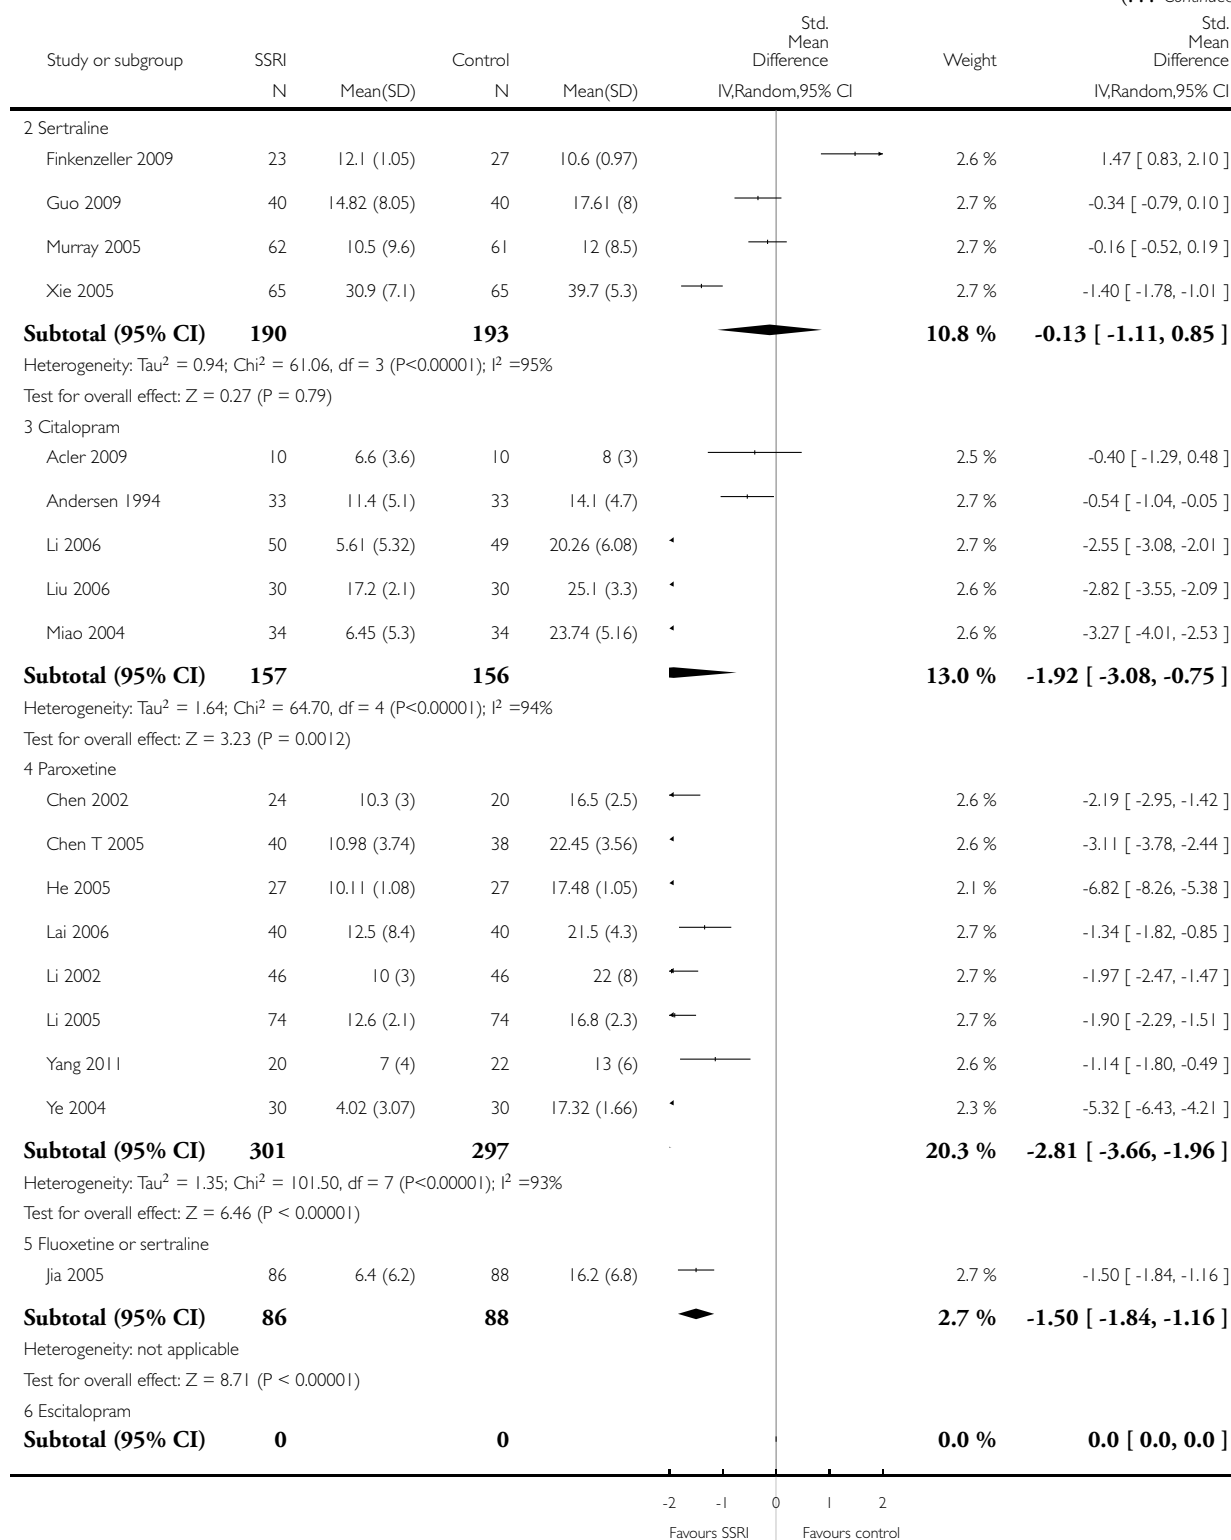 Std. Mean Difference Std. Mean Difference
Study or subgroup SSRI Control Weight
N Mean(SD) N Mean(SD) IV,Random,95% CI IV,Random,95% CI
2 Sertraline
Finkenzeller 2009 23 12.1 (1.05) 27 10.6 (0.97) 2.6 % 1.47 [ 0.83, 2.10 ]
Guo 2009 40 14.82 (8.05) 40 17.61 (8) 2.7 % -0.34 [ -0.79, 0.10 ]
Murray 2005 62 10.5 (9.6) 61 12 (8.5) 2.7 % -0.16 [ -0.52, 0.19 ]
Xie 2005 65 30.9 (7.1) 65 39.7 (5.3) 2.7 % -1.40 [ -1.78, -1.01 ]
Subtotal (95% CI) 190 193 10.8 % -0.13 [ -1.11, 0.85 ]
Heterogeneity: Tau² = 0.94; Chi² = 61.06, df = 3 (P<0.00001); I² =95%
Test for overall effect: Z = 0.27 (P = 0.79)
3 Citalopram
Acler 2009 10 6.6 (3.6) 10 8 (3) 2.5 % -0.40 [ -1.29, 0.48 ]
Andersen 1994 33 11.4 (5.1) 33 14.1 (4.7) 2.7 % -0.54 [ -1.04, -0.05 ]
Li 2006 50 5.61 (5.32) 49 20.26 (6.08) 2.7 % -2.55 [ -3.08, -2.01 ]
Liu 2006 30 17.2 (2.1) 30 25.1 (3.3) 2.6 % -2.82 [ -3.55, -2.09 ]
Miao 2004 34 6.45 (5.3) 34 23.74 (5.16) 2.6 % -3.27 [ -4.01, -2.53 ]
Subtotal (95% CI) 157 156 13.0 % -1.92 [ -3.08, -0.75 ]
Heterogeneity: Tau² = 1.64; Chi² = 64.70, df = 4 (P<0.00001); I² =94%
Test for overall effect: Z = 3.23 (P = 0.0012)
4 Paroxetine
Chen 2002 24 10.3 (3) 20 16.5 (2.5) 2.6 % -2.19 [ -2.95, -1.42 ]
Chen T 2005 40 10.98 (3.74) 38 22.45 (3.56) 2.6 % -3.11 [ -3.78, -2.44 ]
He 2005 27 10.11 (1.08) 27 17.48 (1.05) 2.1 % -6.82 [ -8.26, -5.38 ]
Lai 2006 40 12.5 (8.4) 40 21.5 (4.3) 2.7 % -1.34 [ -1.82, -0.85 ]
Li 2002 46 10 (3) 46 22 (8) 2.7 % -1.97 [ -2.47, -1.47 ]
Li 2005 74 12.6 (2.1) 74 16.8 (2.3) 2.7 % -1.90 [ -2.29, -1.51 ]
Yang 2011 20 7 (4) 22 13 (6) 2.6 % -1.14 [ -1.80, -0.49 ]
Ye 2004 30 4.02 (3.07) 30 17.32 (1.66) 2.3 % -5.32 [ -6.43, -4.21 ]
Subtotal (95% CI) 301 297 20.3 % -2.81 [ -3.66, -1.96 ]
Heterogeneity: Tau² = 1.35; Chi² = 101.50, df = 7 (P<0.00001); I² =93%
Test for overall effect: Z = 6.46 (P < 0.00001)
5 Fluoxetine or sertraline
Jia 2005 86 6.4 (6.2) 88 16.2 (6.8) 2.7 % -1.50 [ -1.84, -1.16 ]
Subtotal (95% CI) 86 88 2.7 % -1.50 [ -1.84, -1.16 ]
Heterogeneity: not applicable
Test for overall effect: Z = 8.71 (P < 0.00001)
6 Escitalopram
Subtotal (95% CI) 0 0 0.0 % 0.0 [ 0.0, 0.0 ]
-2 -1 0 1 2
Favours SSRI Favours control